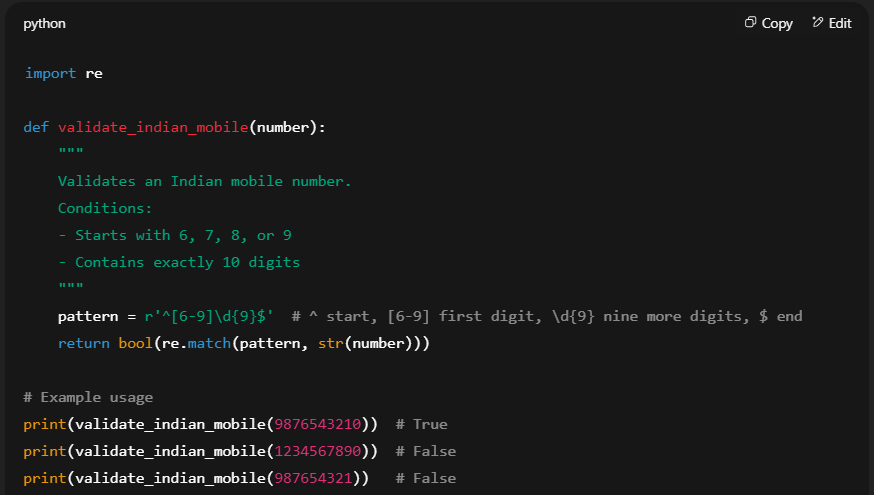 python Copy Edit
import re
def validate_indian_mobile(number):
    """
    Validates an Indian mobile number.
    Conditions:
    - Starts with 6, 7, 8, or 9
    - Contains exactly 10 digits
    """
    pattern = r'^[6-9]\d{9}$'  # ^ start, [6-9] first digit, \d{9} nine more digits, $ end
    return bool(re.match(pattern, str(number)))
# Example usage
print(validate_indian_mobile(9876543210))  # True
print(validate_indian_mobile(1234567890))  # False
print(validate_indian_mobile(987654321))   # False